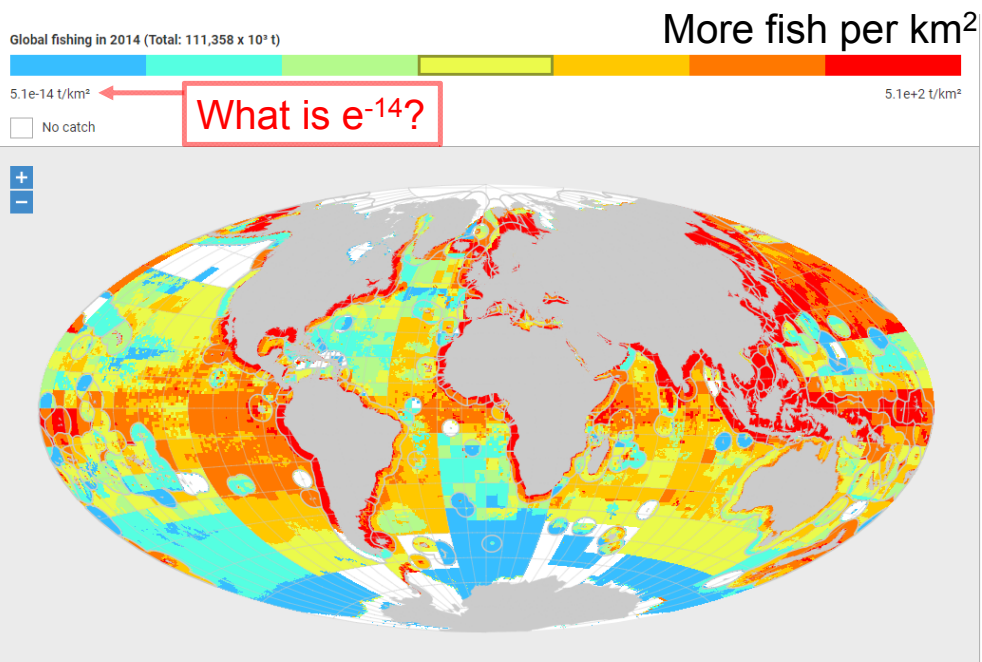 More fish per km²
Global fishing in 2014 (Total: 111,358 x 10³ t)
5.1e-14 t/km²
5.1e+2 t/km²
What is e⁻¹⁴?
No catch
+
−